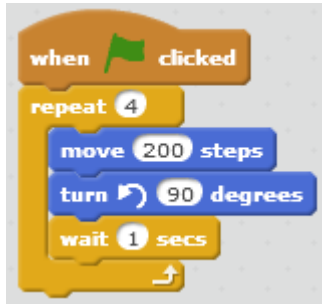 when clicked
repeat 4
move 200 steps
turn 90 degrees
wait 1 secs